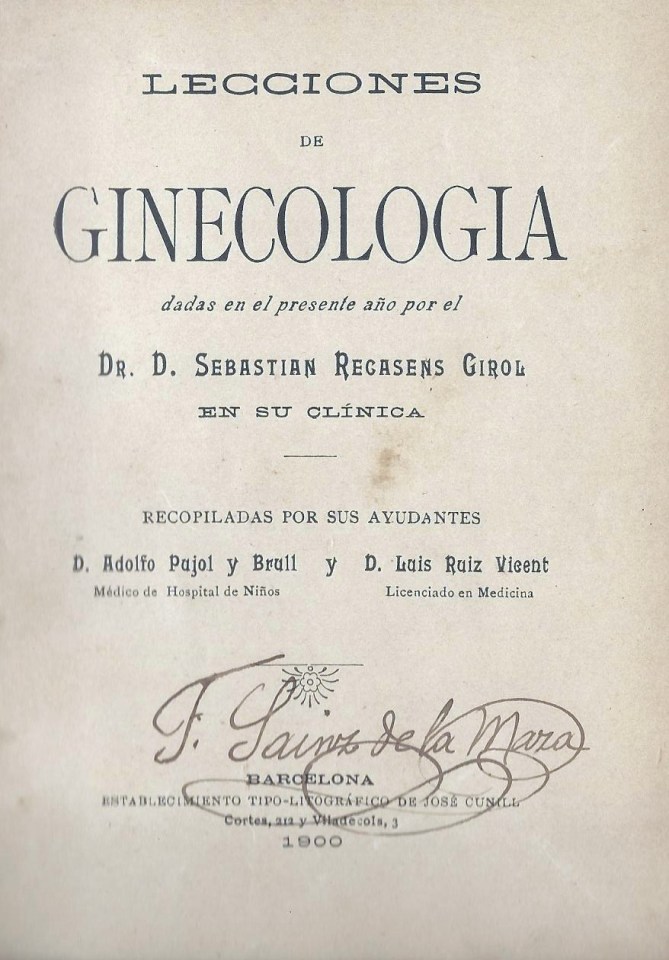 LECCIONES
DE
GINECOLOGIA
dadas en el presente año por el
DR. D. SEBASTIAN RECASENS GIROL
EN SU CLÍNICA
RECOPILADAS POR SUS AYUDANTES
D. Adolfo Pujol y Brull y D. Luis Ruiz Vicent
Médico de Hospital de Niños Licenciado en Medicina
F. Sainz de la Maza
BARCELONA
ESTABLECIMIENTO TIPO-LITOGRÁFICO DE JOSÉ CUNILL
Cortes, 212 y Viladecols, 3
1900